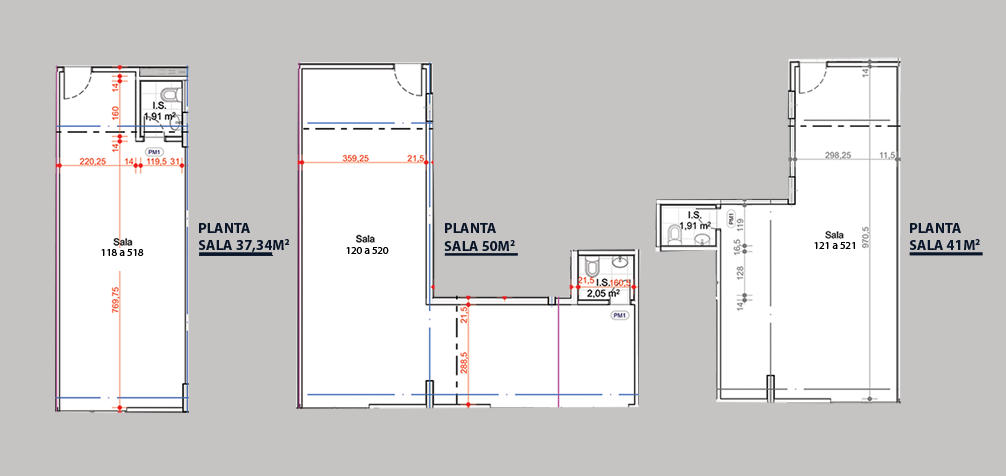 14
160
14
I.S.
1,91 m²
PM1
220,25
14
119,5
31
Sala
118 a 518
769,75
PLANTA
SALA 37,34M²
359,25
21,5
Sala
120 a 520
PLANTA
SALA 50M²
21,5
160,5
I.S.
2,05 m²
PM1
21,5
288,5
14
298,25
11,5
I.S.
1,91 m²
PM1
119
16,5
128
14
Sala
121 a 521
970,5
PLANTA
SALA 41M²